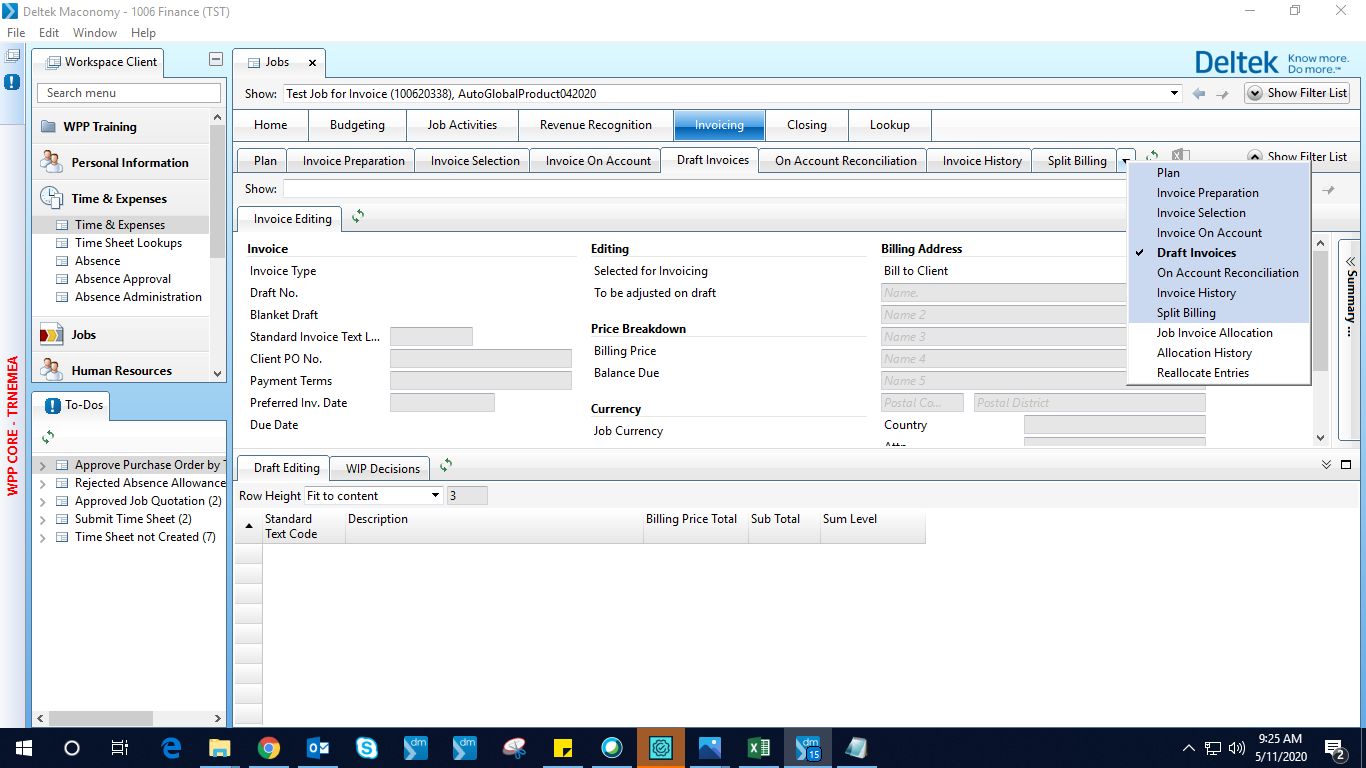 Deltek Maconomy - 1006 Finance (TST)
File Edit Window Help
Workspace Client
Search menu
WPP Training
Personal Information
Time & Expenses
Time & Expenses
Time Sheet Lookups
Absence
Absence Approval
Absence Administration
Jobs
Human Resources
WPP CORE - TRNEMEA
To-Dos
Approve Purchase Order by T
Rejected Absence Allowance
Approved Job Quotation (2)
Submit Time Sheet (2)
Time Sheet not Created (7)
Jobs
Deltek Know more.
Do more.™
Show: Test Job for Invoice (100620338), AutoGlobalProduct042020 Show Filter List
Home Budgeting Job Activities Revenue Recognition Invoicing Closing Lookup
Plan Invoice Preparation Invoice Selection Invoice On Account Draft Invoices On Account Reconciliation Invoice History Split Billing Show Filter List
Show:
Plan
Invoice Preparation
Invoice Selection
Invoice On Account
Draft Invoices
On Account Reconciliation
Invoice History
Split Billing
Job Invoice Allocation
Allocation History
Reallocate Entries
Summary ...
Invoice Editing
Invoice
Invoice Type
Draft No.
Blanket Draft
Standard Invoice Text L...
Client PO No.
Payment Terms
Preferred Inv. Date
Due Date
Editing
Selected for Invoicing
To be adjusted on draft
Price Breakdown
Billing Price
Balance Due
Currency
Job Currency
Billing Address
Bill to Client
Name.
Name 2
Name 3
Name 4
Name 5
Postal Co... Postal District
Country
Attn
Draft Editing WIP Decisions
Row Height Fit to content 3
Standard
Text Code Description Billing Price Total Sub Total Sum Level
dm dm dm 15
9:25 AM
5/11/2020
2